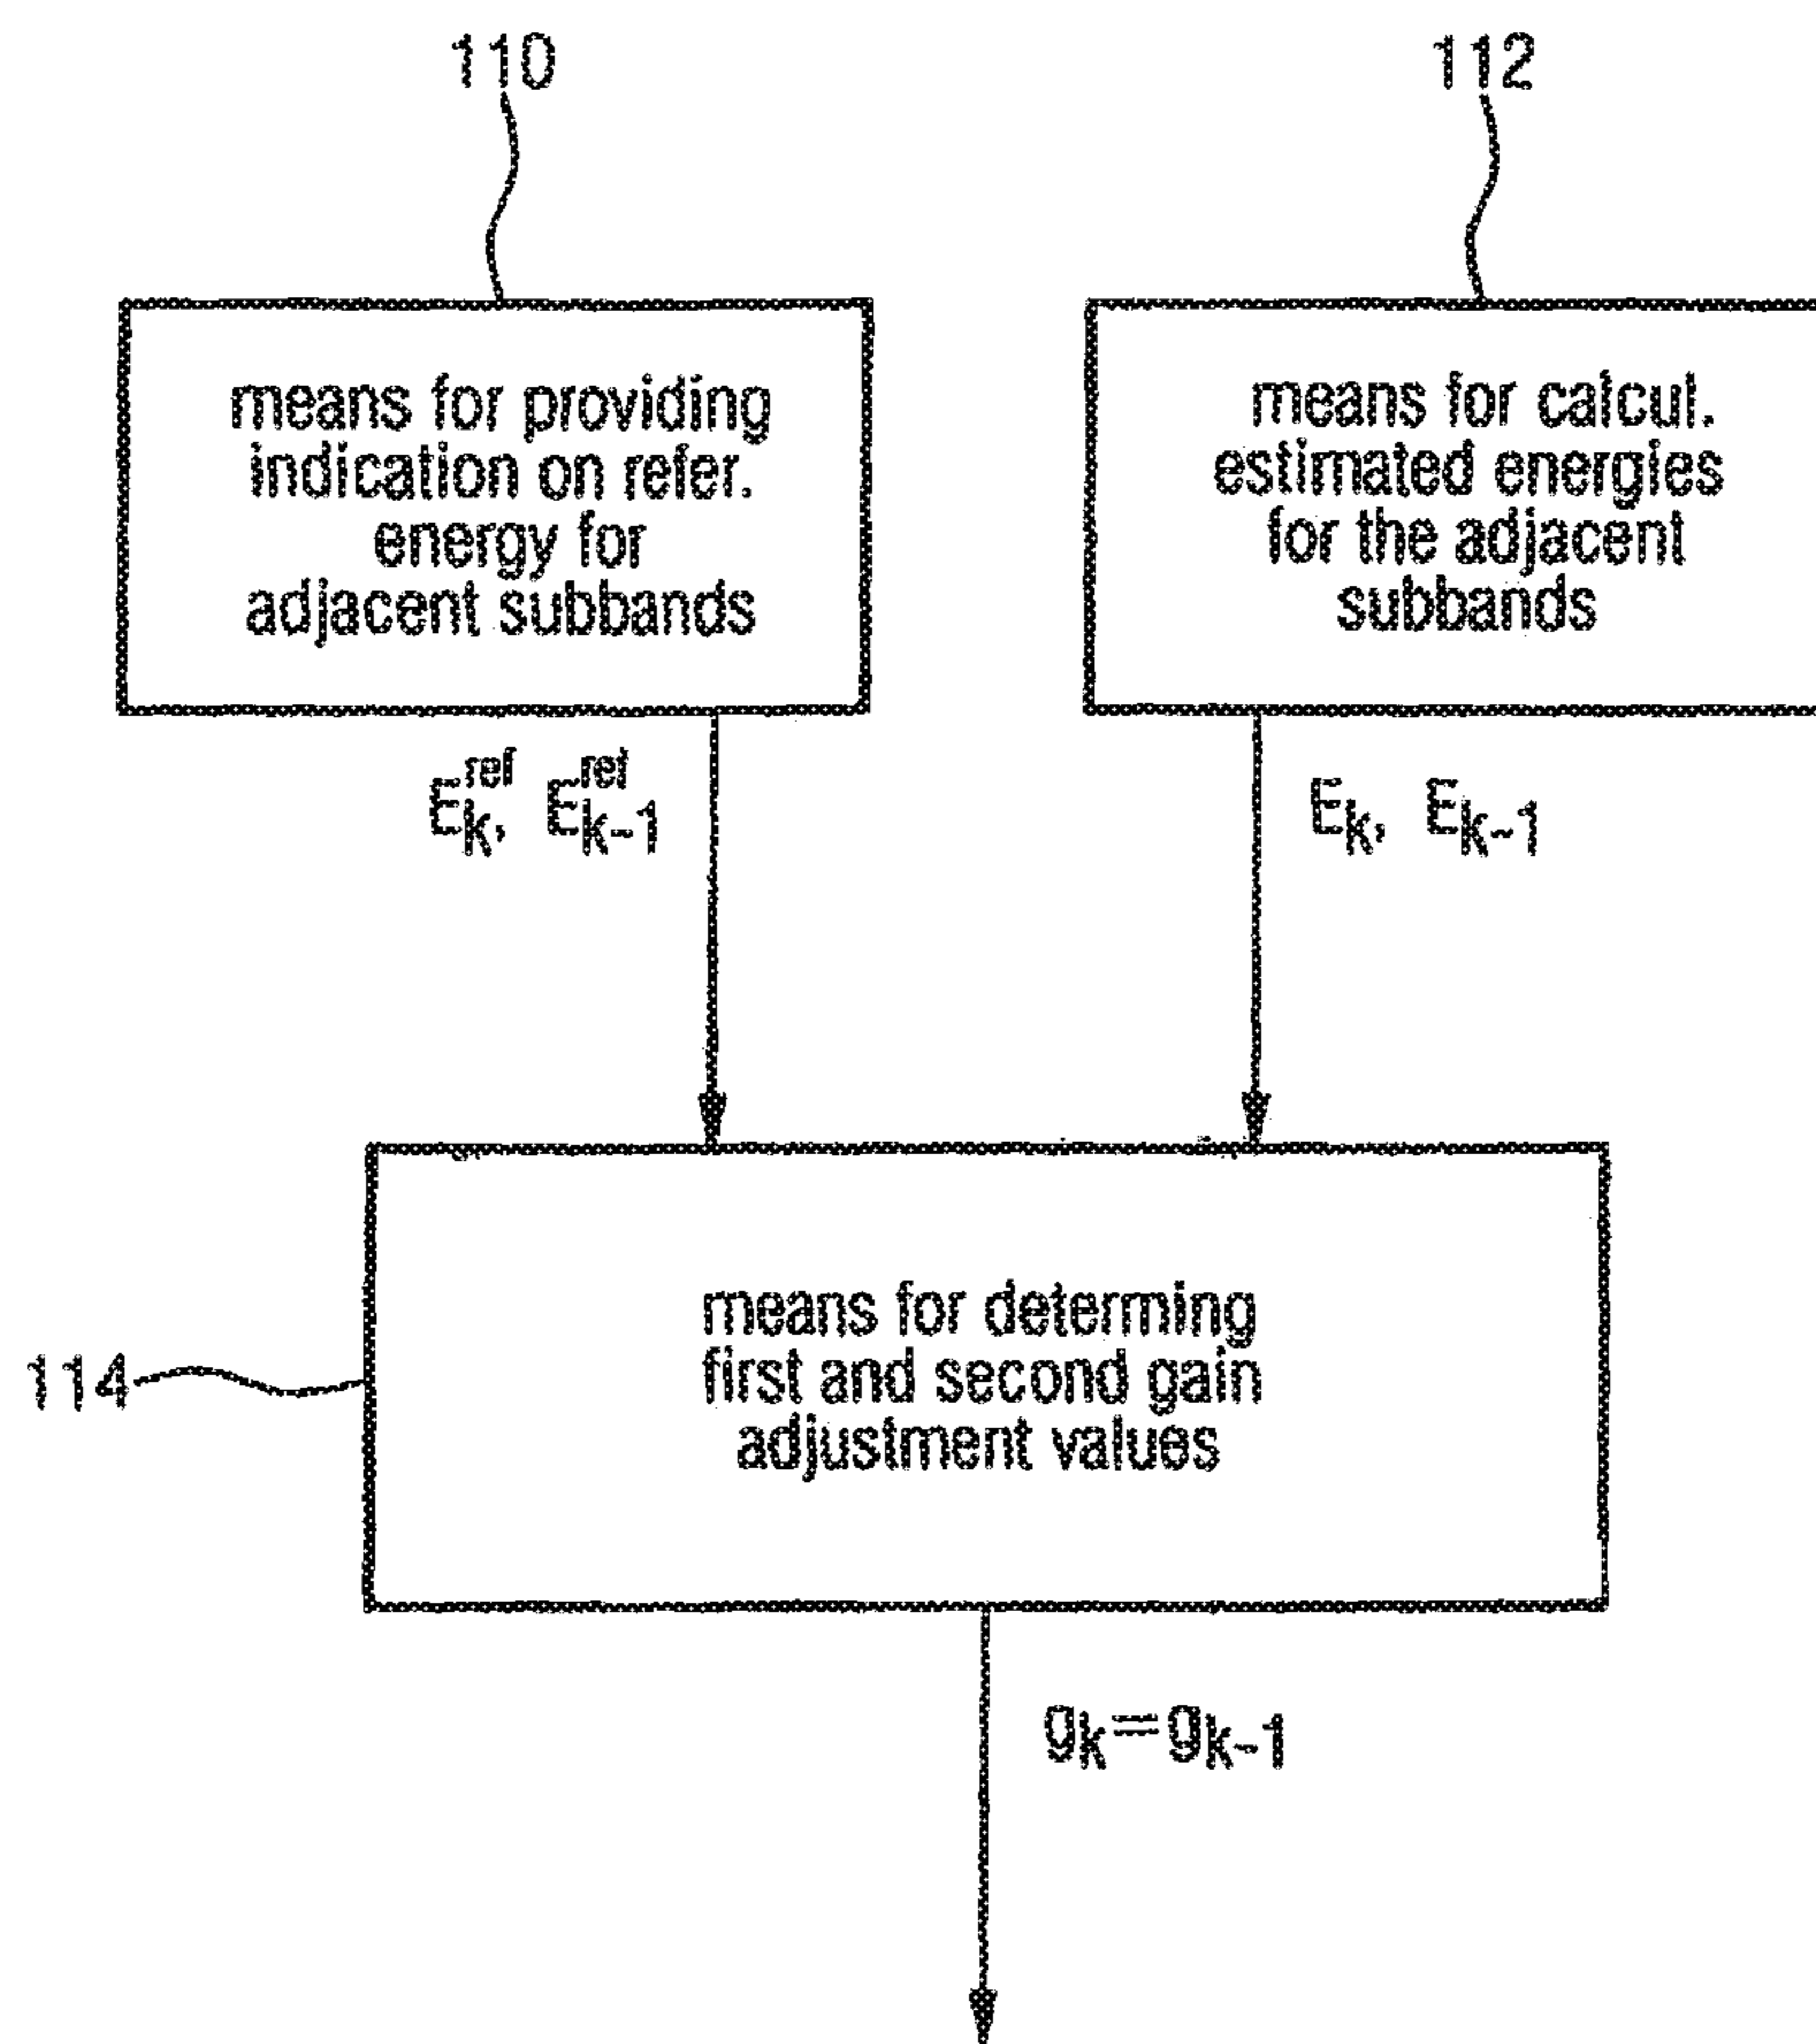 110
112
means for providing
indication on refer.
energy for
adjacent subbands
means for calcul.
estimated energies
for the adjacent
subbands
E_k^ref, E_k-1^ref
E_k, E_k-1
means for determing
first and second gain
adjustment values
114
g_k=g_k-1